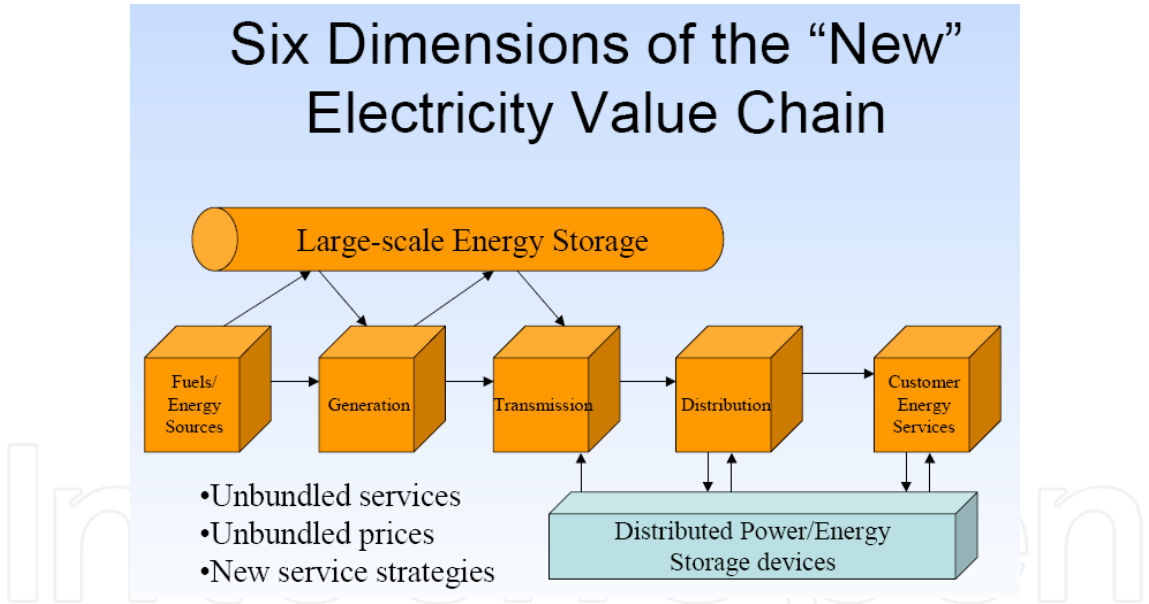 Six Dimensions of the “New”
Electricity Value Chain
Large-scale Energy Storage
Fuels/
Energy
Sources
Generation
Transmission
Distribution
Customer
Energy
Services
•Unbundled services
•Unbundled prices
•New service strategies
Distributed Power/Energy
Storage devices